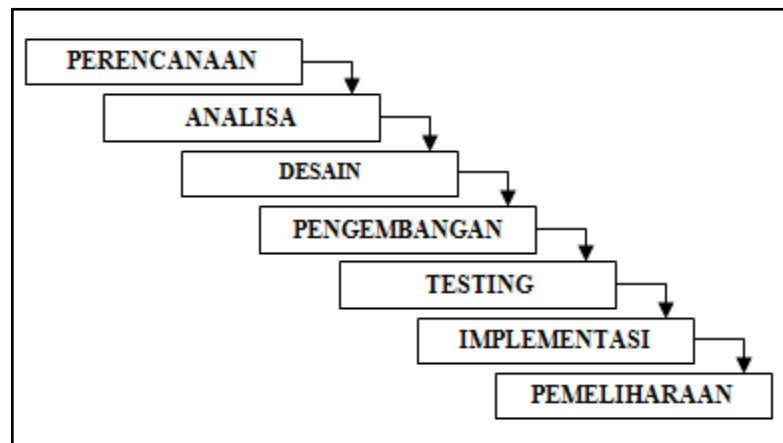 PERENCANAAN
ANALISA
DESAIN
PENGEMBANGAN
TESTING
IMPLEMENTASI
PEMELIHARAAN